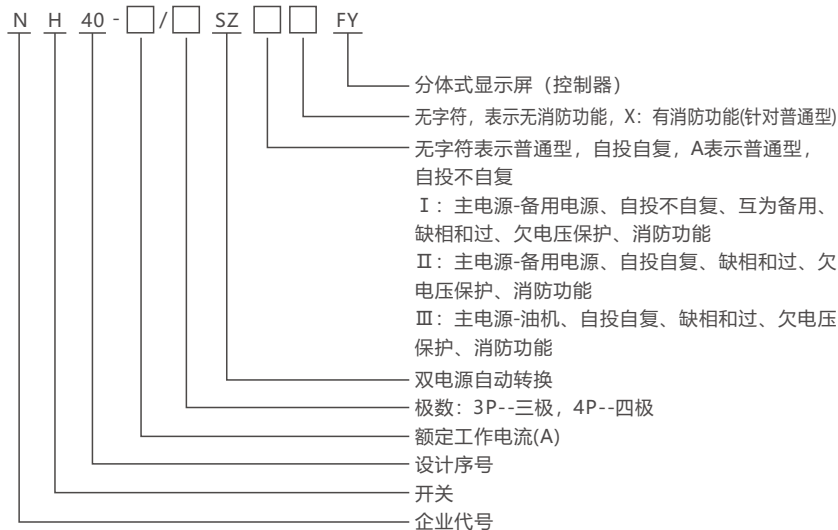 N H 40 - □ / □ SZ □ □ FY
分体式显示屏（控制器）
无字符，表示无消防功能，X：有消防功能(针对普通型)
无字符表示普通型，自投自复，A表示普通型，
自投不自复
Ⅰ：主电源-备用电源、自投不自复、互为备用、
缺相和过、欠电压保护、消防功能
Ⅱ：主电源-备用电源、自投自复、缺相和过、欠
电压保护、消防功能
Ⅲ：主电源-油机、自投自复、缺相和过、欠电压
保护、消防功能
双电源自动转换
极数：3P--三极，4P--四极
额定工作电流(A)
设计序号
开关
企业代号